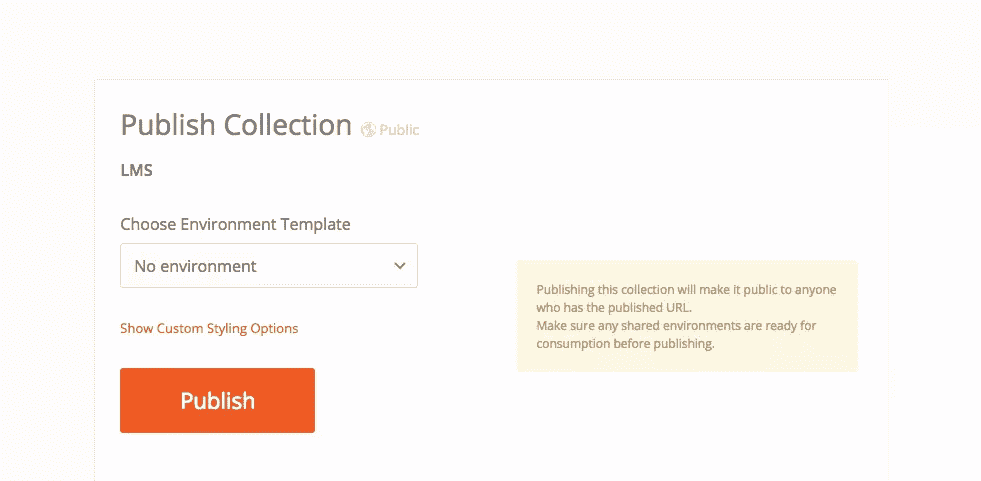 Publish Collection Public
LMS
Choose Environment Template
No environment
Publishing this collection will make it public to anyone
who has the published URL.
Make sure any shared environments are ready for
consumption before publishing.
Show Custom Styling Options
Publish